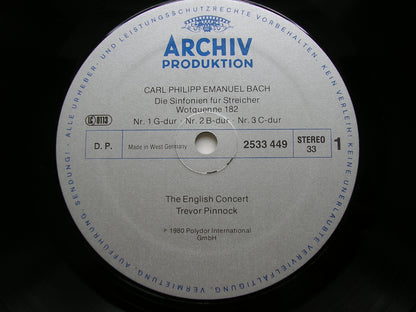 ARCHIV
PRODUKTION
CARL PHILIPP EMANUEL BACH
Die Sinfonien für Streicher
Wotquenne 182
Nr. 1 G-dur · Nr. 2 B-dur · Nr. 3 C-dur
D. P.
Made in West Germany
2533 449
STEREO
33
1
The English Concert
Trevor Pinnock
℗ 1980 Polydor International
GmbH
ALLE URHEBER- UND LEISTUNGSSCHUTZRECHTE VORBEHALTEN · KEIN VERLEIH! KEINE UNERLAUBTE VERVIELFÄLTIGUNG, VERMIETUNG, AUFFÜHRUNG, SENDUNG!